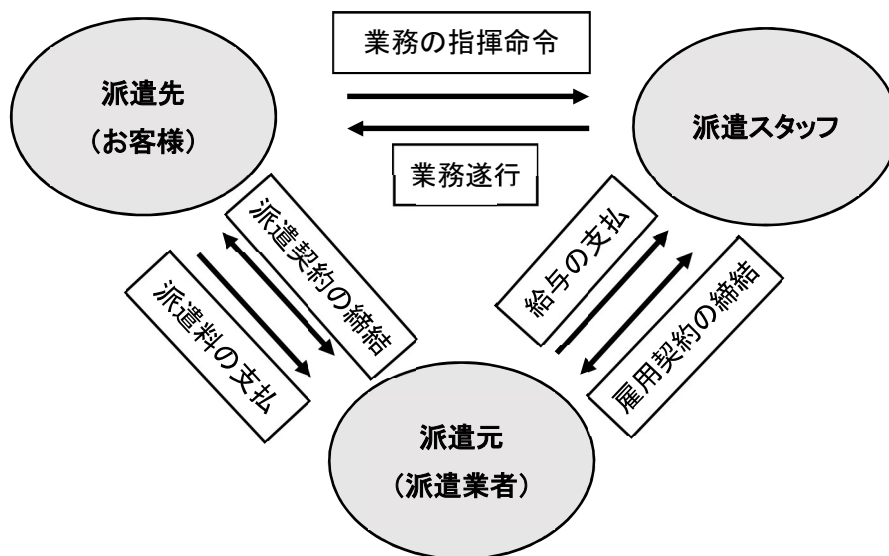 業務の指揮命令
派遣先
（お客様）
派遣スタッフ
業務遂行
派遣契約の締結
派遣料の支払
給与の支払
雇用契約の締結
派遣元
（派遣業者）